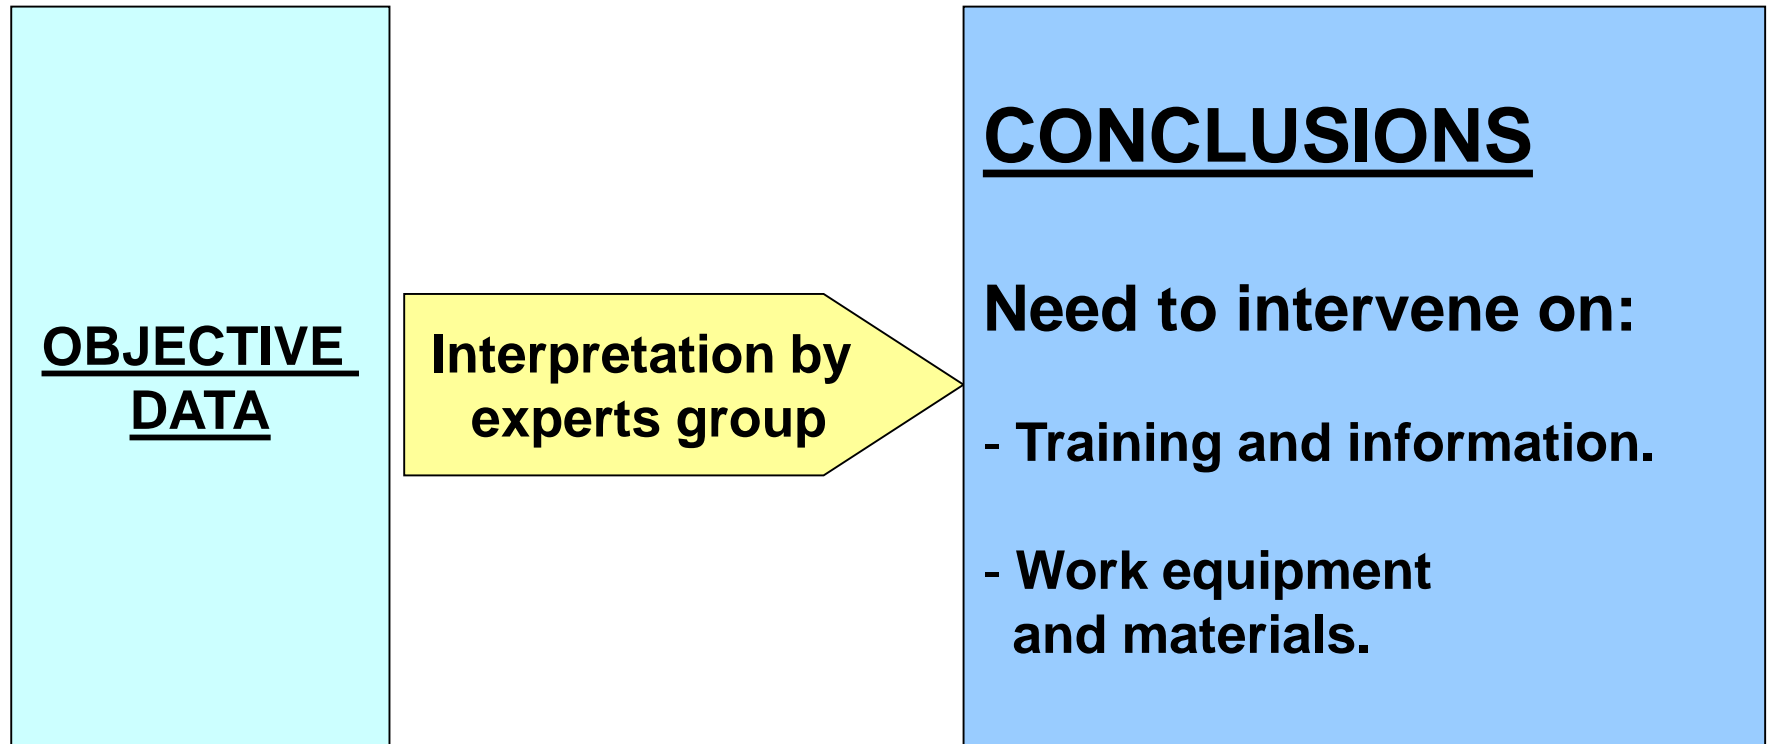 OBJECTIVE
DATA
Interpretation by
experts group
CONCLUSIONS
Need to intervene on:
- Training and information.
- Work equipment
and materials.